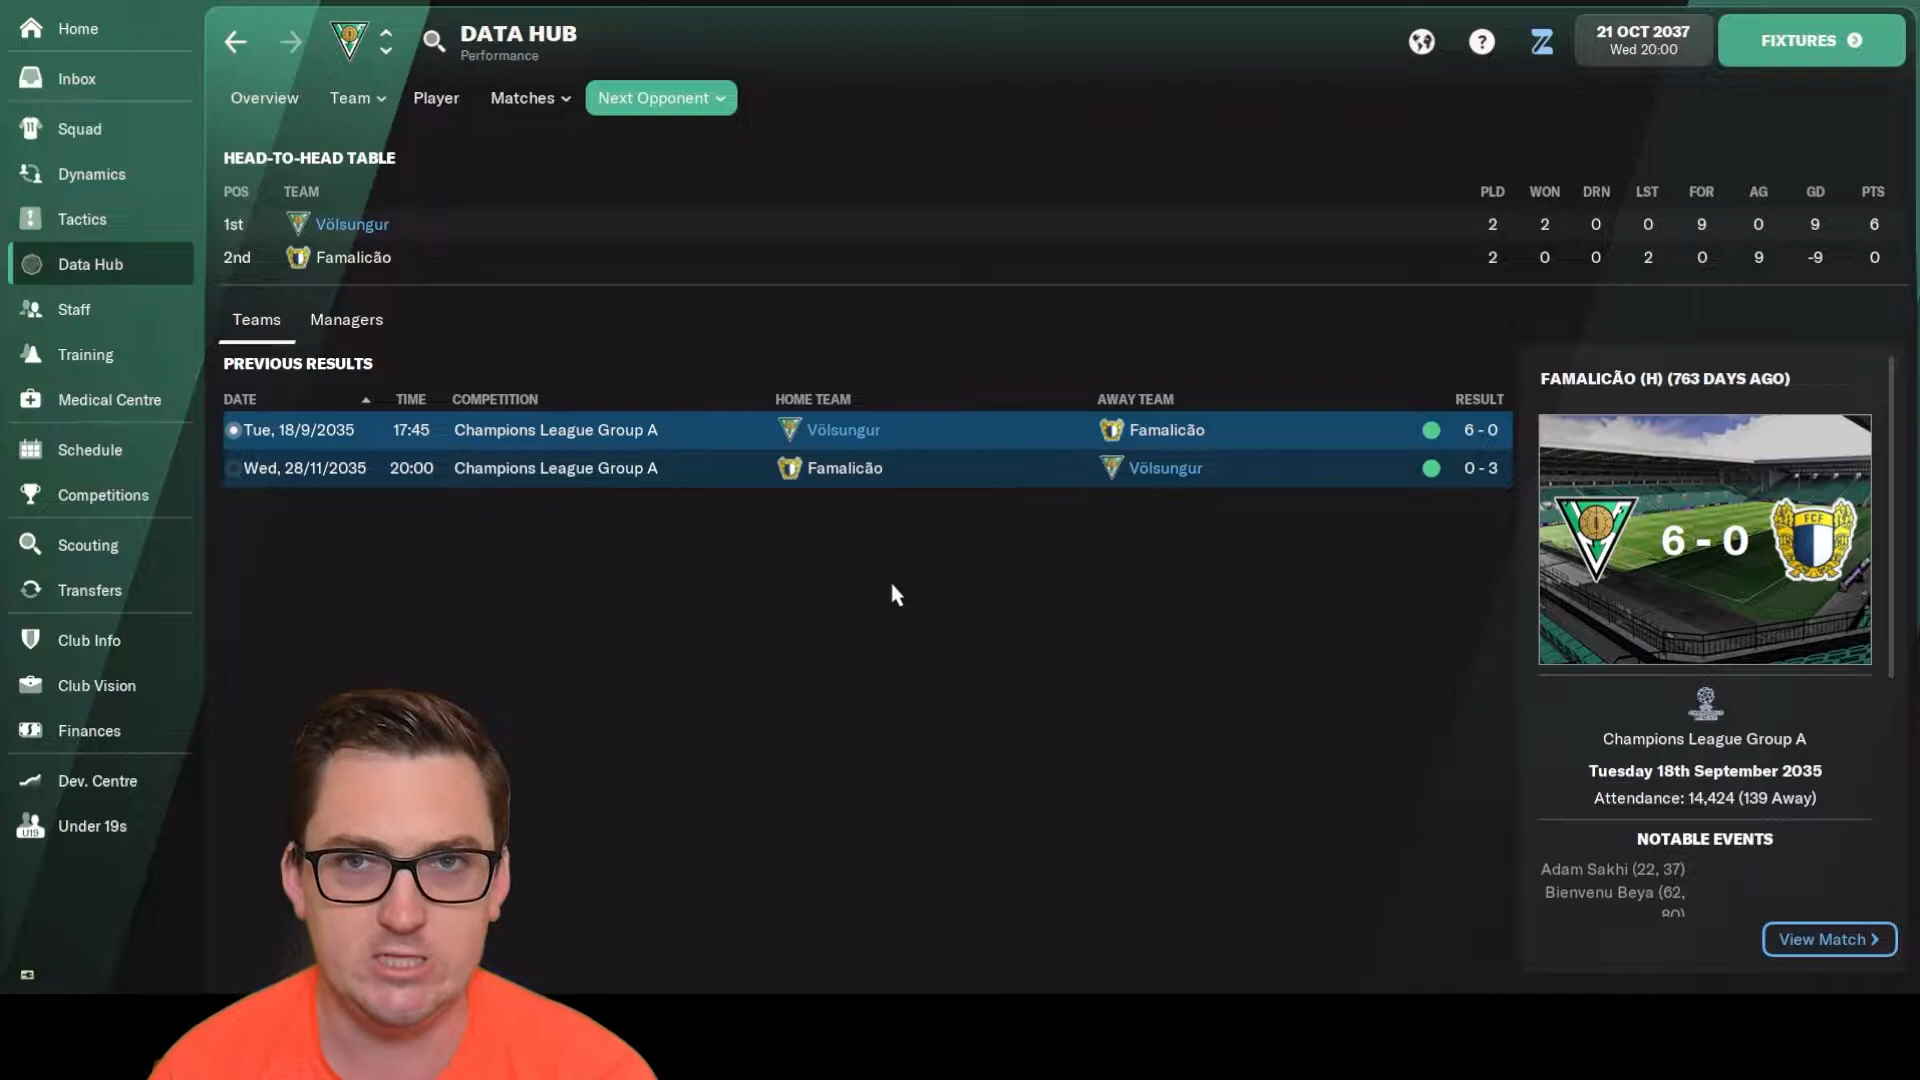 Home
Inbox
Squad
Dynamics
Tactics
Data Hub
Staff
Training
Medical Centre
Schedule
Competitions
Scouting
Transfers
Club Info
Club Vision
Finances
Dev. Centre
U19 Under 19s
DATA HUB
Performance
?
21 OCT 2037
Wed 20:00
FIXTURES
Overview Team Player Matches Next Opponent
HEAD-TO-HEAD TABLE
POS TEAM PLD WON DRN LST FOR AG GD PTS
1st Völsungur 2 2 0 0 9 0 9 6
2nd Famalicão 2 0 0 2 0 9 -9 0
Teams Managers
PREVIOUS RESULTS
DATE TIME COMPETITION HOME TEAM AWAY TEAM RESULT
Tue, 18/9/2035 17:45 Champions League Group A Völsungur Famalicão 6 - 0
Wed, 28/11/2035 20:00 Champions League Group A Famalicão Völsungur 0 - 3
FAMALICÃO (H) (763 DAYS AGO)
6 - 0
FCF
Champions League Group A
Tuesday 18th September 2035
Attendance: 14,424 (139 Away)
NOTABLE EVENTS
Adam Sakhi (22, 37)
Bienvenu Beya (62,
80)
View Match